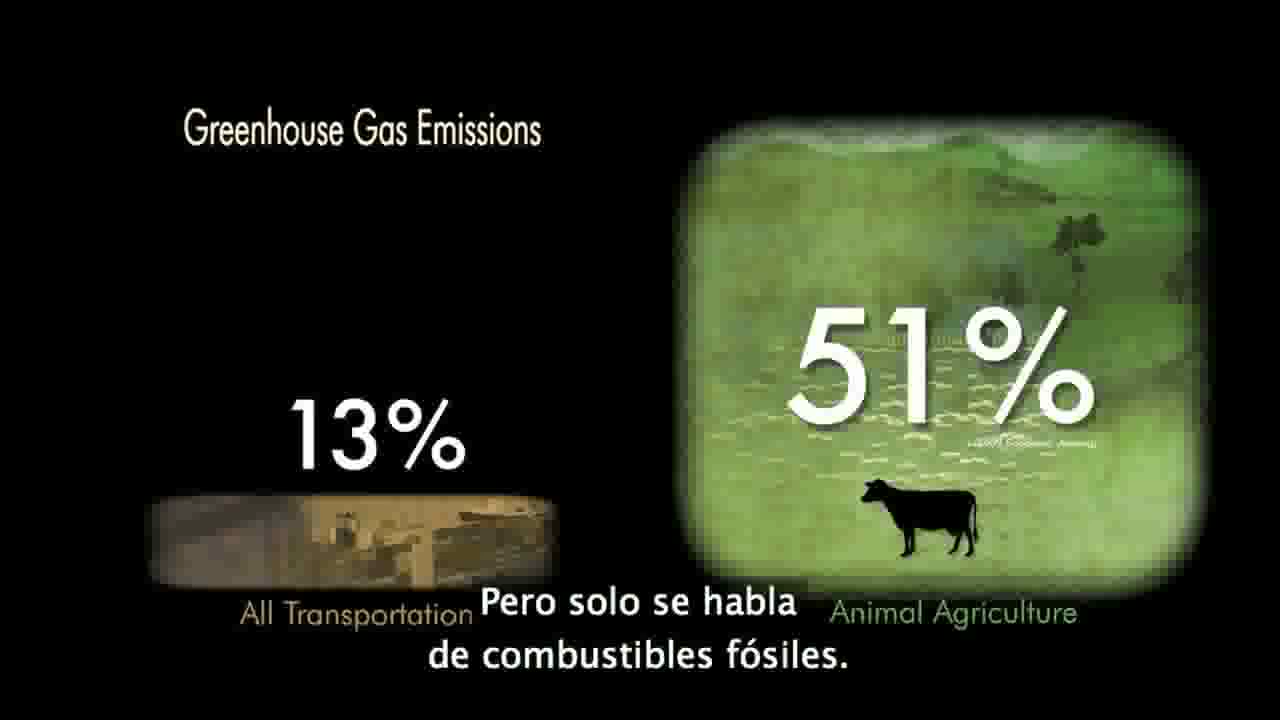 Greenhouse Gas Emissions
13%
51%
All Transportation
Animal Agriculture
Pero solo se habla
de combustibles fósiles.